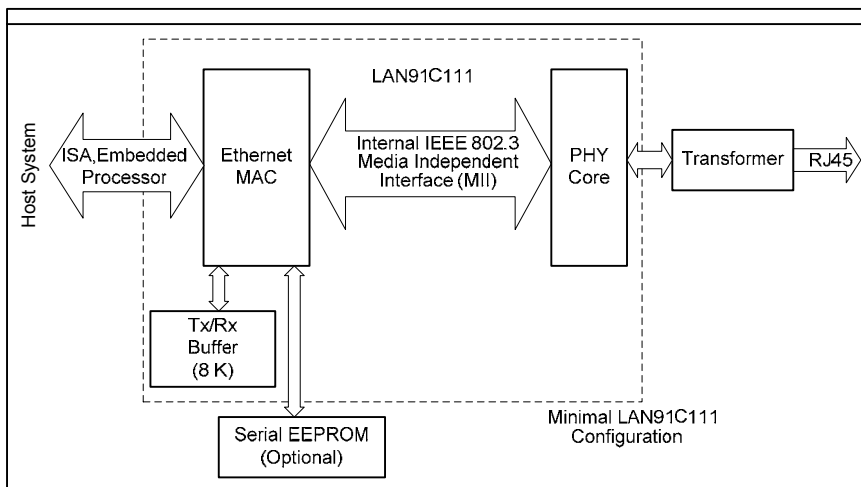 LAN91C111
Host System
ISA,Embedded
Processor
Ethernet
MAC
Internal IEEE 802.3
Media Independent
Interface (MII)
PHY
Core
Transformer
RJ45
Tx/Rx
Buffer
(8 K)
Serial EEPROM
(Optional)
Minimal LAN91C111
Configuration